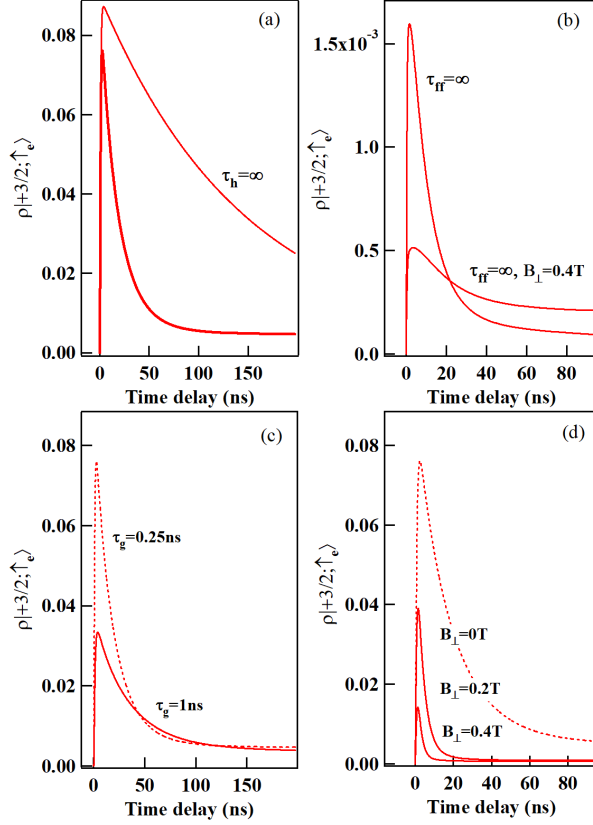 (a)
0.08
0.06
0.04
0.02
0.00
ρ|+3/2;↑e⟩
τh=∞
0
50
100
150
Time delay (ns)
(b)
1.5x10-3
1.0
0.5
0.0
ρ|+3/2;↑e⟩
τff=∞
τff=∞, B⊥=0.4T
0
20
40
60
80
Time delay (ns)
(c)
0.08
0.06
0.04
0.02
0.00
ρ|+3/2;↑e⟩
τg=0.25ns
τg=1ns
0
50
100
150
Time delay (ns)
(d)
0.08
0.06
0.04
0.02
0.00
ρ|+3/2;↑e⟩
B⊥=0T
B⊥=0.2T
B⊥=0.4T
0
20
40
60
80
Time delay (ns)